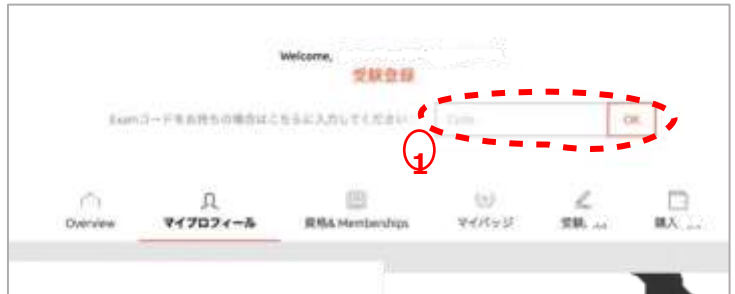 Welcome,
受験登録
Examコードをお持ちの場合はこちらに入力してください
Code
OK
1
Overview
マイプロフィール
資格& Memberships
マイバッジ
受験, ...
購入, ...